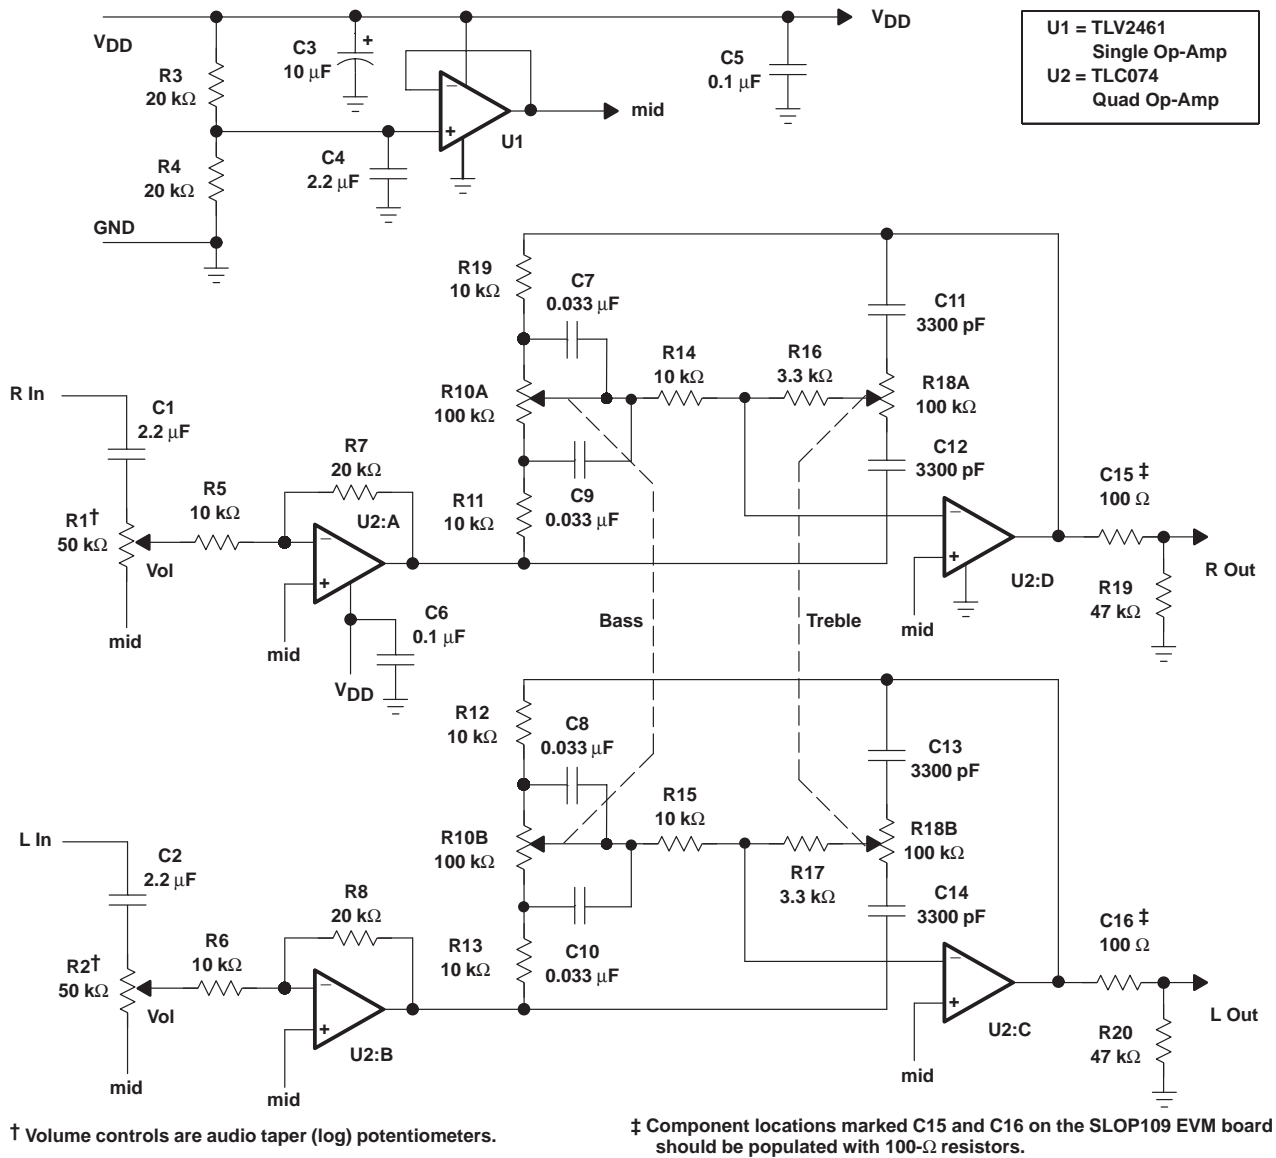 VDD
R3
20 kΩ
C3
10 µF
+
−
+
U1
mid
C5
0.1 µF
VDD
U1 = TLV2461
Single Op-Amp
U2 = TLC074
Quad Op-Amp
R4
20 kΩ
C4
2.2 µF
GND
R In
C1
2.2 µF
R1†
50 kΩ
Vol
mid
R5
10 kΩ
R7
20 kΩ
U2:A
−
+
mid
C6
0.1 µF
VDD
R19
10 kΩ
C7
0.033 µF
R10A
100 kΩ
C9
0.033 µF
R11
10 kΩ
R14
10 kΩ
R16
3.3 kΩ
C11
3300 pF
R18A
100 kΩ
C12
3300 pF
Bass
Treble
−
+
mid
U2:D
C15 ‡
100 Ω
R Out
R19
47 kΩ
L In
C2
2.2 µF
R2†
50 kΩ
Vol
mid
R6
10 kΩ
R8
20 kΩ
−
+
mid
U2:B
R12
10 kΩ
C8
0.033 µF
R10B
100 kΩ
C10
0.033 µF
R13
10 kΩ
R15
10 kΩ
R17
3.3 kΩ
C13
3300 pF
R18B
100 kΩ
C14
3300 pF
−
+
mid
U2:C
C16 ‡
100 Ω
L Out
R20
47 kΩ
† Volume controls are audio taper (log) potentiometers.
‡ Component locations marked C15 and C16 on the SLOP109 EVM board
should be populated with 100-Ω resistors.